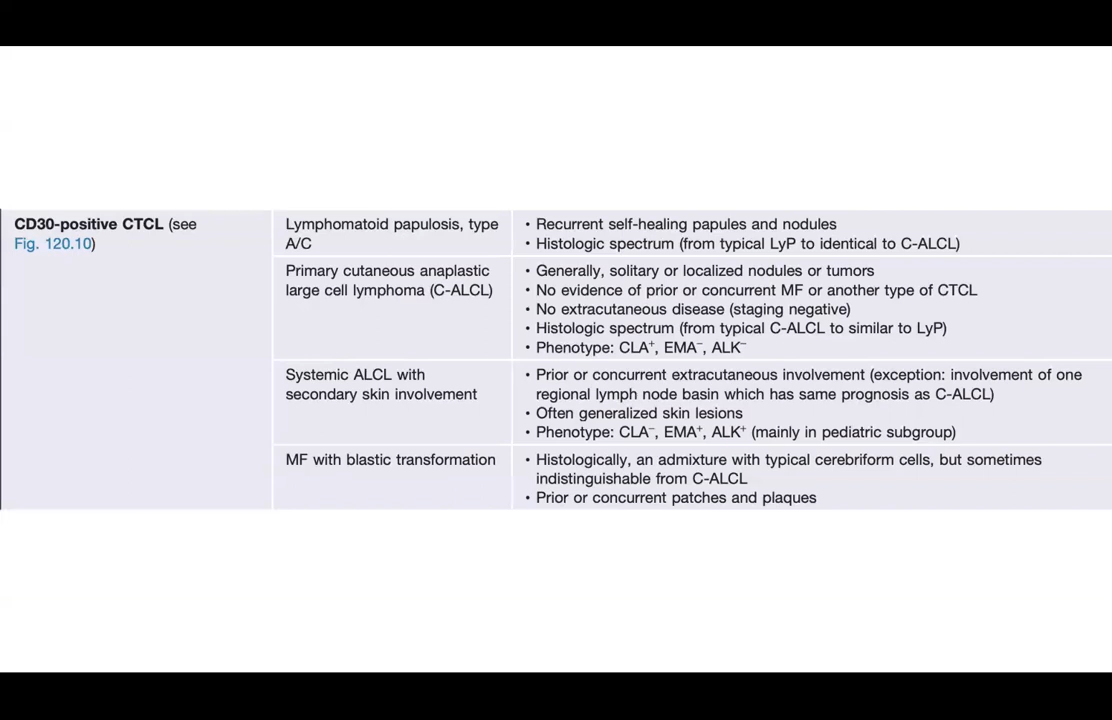 CD30-positive CTCL (see
Fig. 120.10)
Lymphomatoid papulosis, type
A/C
• Recurrent self-healing papules and nodules
• Histologic spectrum (from typical LyP to identical to C-ALCL)
Primary cutaneous anaplastic
large cell lymphoma (C-ALCL)
• Generally, solitary or localized nodules or tumors
• No evidence of prior or concurrent MF or another type of CTCL
• No extracutaneous disease (staging negative)
• Histologic spectrum (from typical C-ALCL to similar to LyP)
• Phenotype: CLA⁺, EMA⁻, ALK⁻
Systemic ALCL with
secondary skin involvement
• Prior or concurrent extracutaneous involvement (exception: involvement of one
regional lymph node basin which has same prognosis as C-ALCL)
• Often generalized skin lesions
• Phenotype: CLA⁻, EMA⁺, ALK⁺ (mainly in pediatric subgroup)
MF with blastic transformation
• Histologically, an admixture with typical cerebriform cells, but sometimes
indistinguishable from C-ALCL
• Prior or concurrent patches and plaques